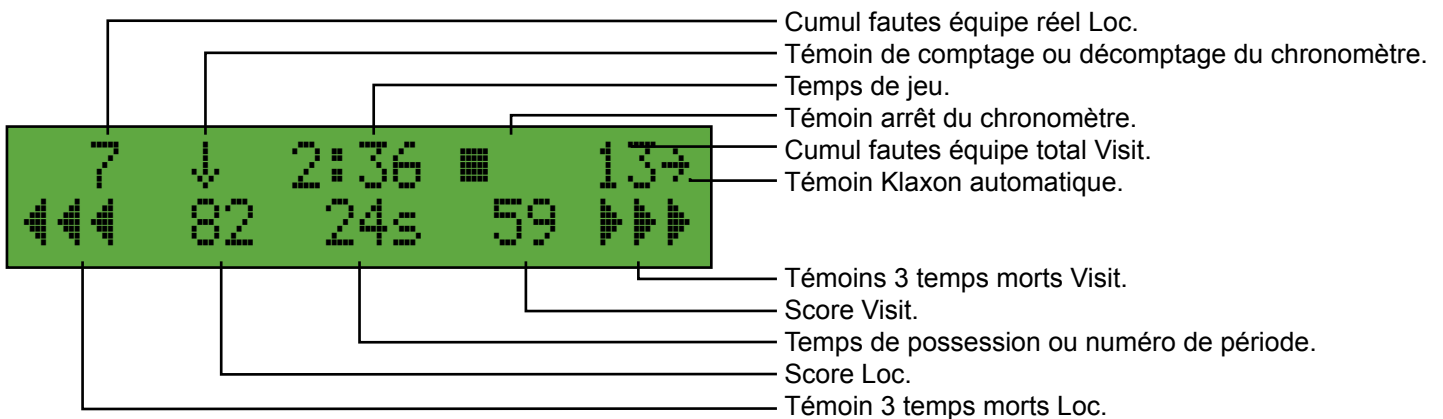 Cumul fautes équipe réel Loc.
Témoin de comptage ou décomptage du chronomètre.
Temps de jeu.
Témoin arrêt du chronomètre.
Cumul fautes équipe total Visit.
Témoin Klaxon automatique.
7 ↓ 2:36 ■ 13→
◀◀◀ 82 24s 59 ▶▶▶
Témoins 3 temps morts Visit.
Score Visit.
Temps de possession ou numéro de période.
Score Loc.
Témoin 3 temps morts Loc.